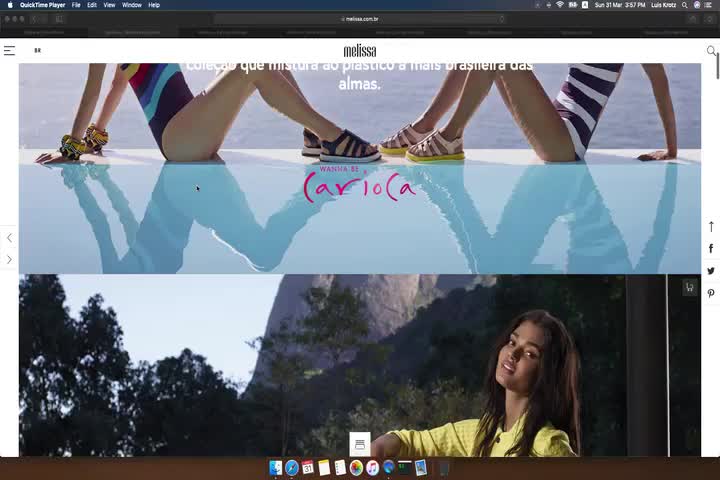 QuickTime Player File Edit View Window Help
Sun 31 Mar 3:57 PM Luis Krotz
melissa.com.br
BR
melissa
coleção que mistura ao plástico a mais brasileira das
almas.
WANNA BE
Carioca